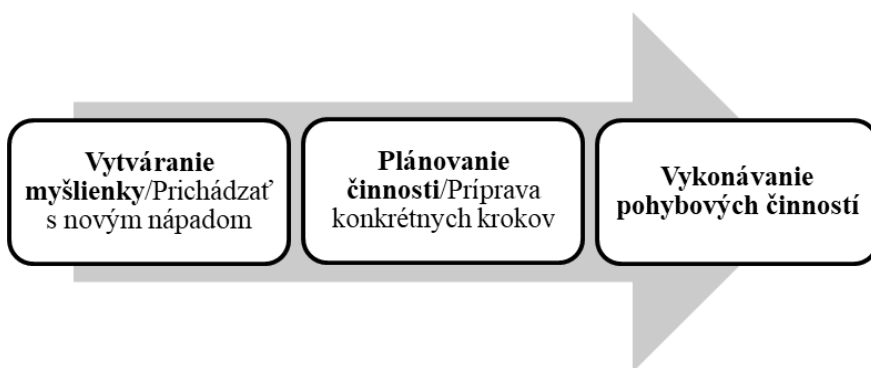 Vytváranie
myšlienky/Prichádzať
s novým nápadom
Plánovanie
činnosti/Príprava
konkrétnych krokov
Vykonávanie
pohybových činností